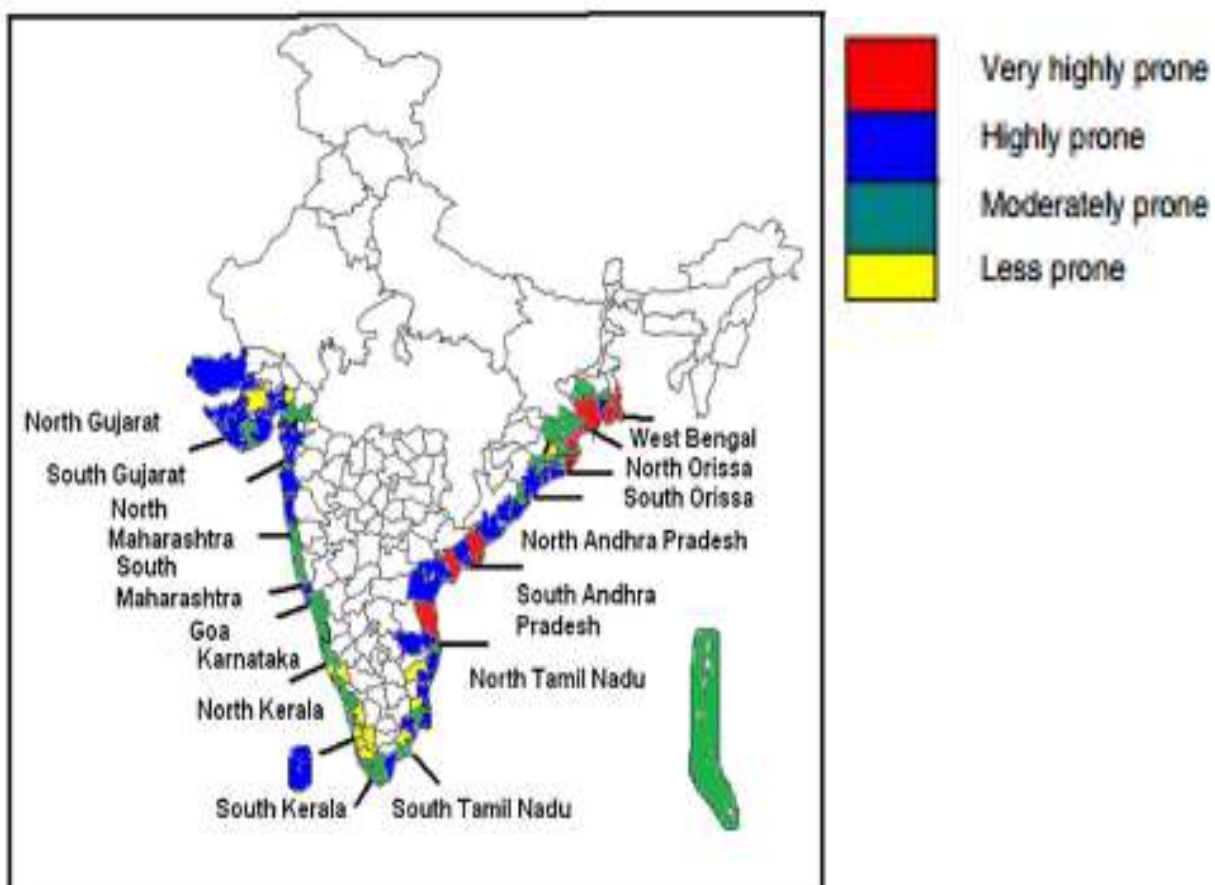 Very highly prone
Highly prone
Moderately prone
Less prone
North Gujarat
South Gujarat
North
Maharashtra
South
Maharashtra
Goa
Karnataka
North Kerala
South Kerala
South Tamil Nadu
West Bengal
North Orissa
South Orissa
North Andhra Pradesh
South Andhra
Pradesh
North Tamil Nadu